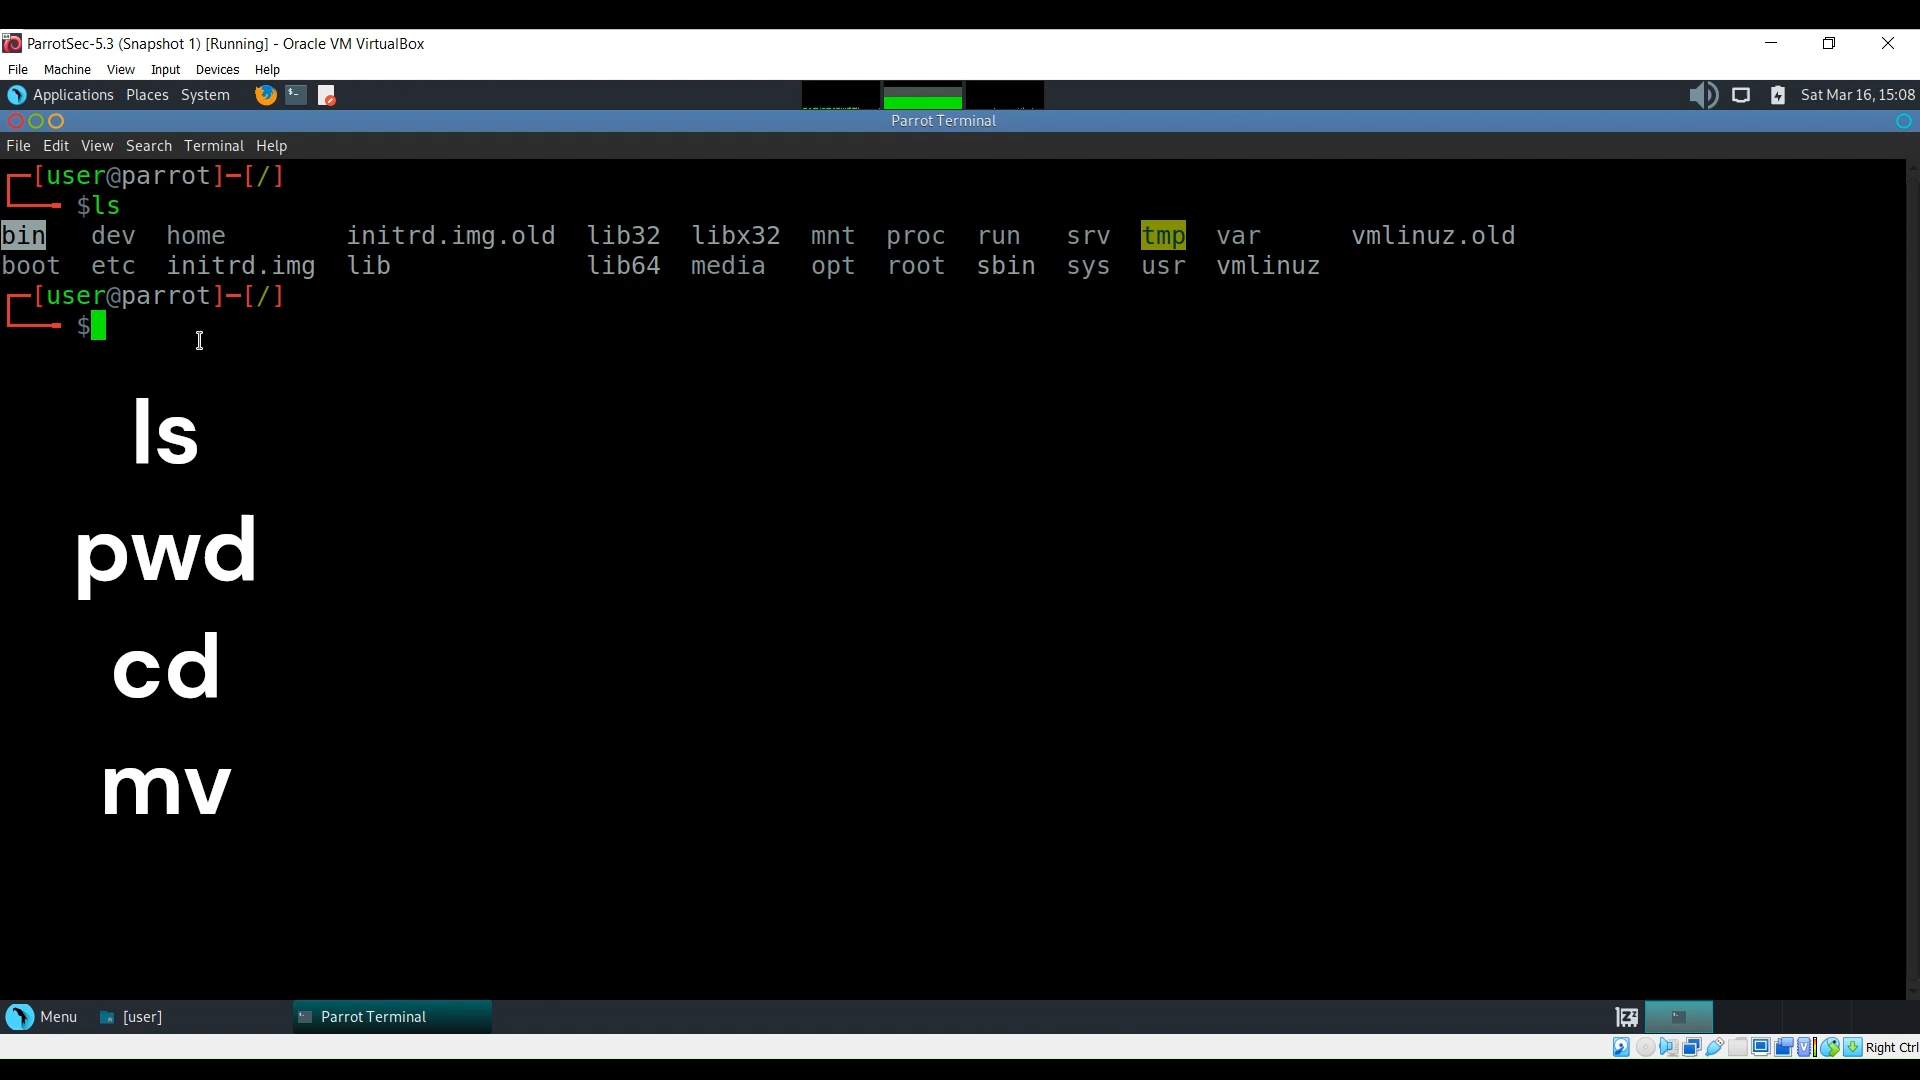 ParrotSec-5.3 (Snapshot 1) [Running] - Oracle VM VirtualBox
File Machine View Input Devices Help
Applications Places System
Sat Mar 16, 15:08
Parrot Terminal
File Edit View Search Terminal Help
[user@parrot]-[/]
$ls
bin dev home initrd.img.old lib32 libx32 mnt proc run srv tmp var vmlinuz.old
boot etc initrd.img lib lib64 media opt root sbin sys usr vmlinuz
[user@parrot]-[/]
$
ls
pwd
cd
mv
Menu [user] Parrot Terminal
Right Ctrl